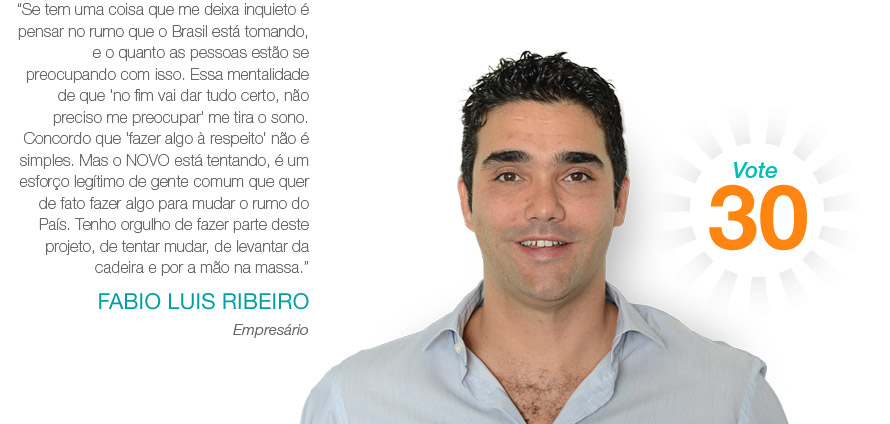 “Se tem uma coisa que me deixa inquieto é
pensar no rumo que o Brasil está tomando,
e o quanto as pessoas estão se
preocupando com isso. Essa mentalidade
de que 'no fim vai dar tudo certo, não
preciso me preocupar' me tira o sono.
Concordo que 'fazer algo à respeito' não é
simples. Mas o NOVO está tentando, é um
esforço legítimo de gente comum que quer
de fato fazer algo para mudar o rumo do
País. Tenho orgulho de fazer parte deste
projeto, de tentar mudar, de levantar da
cadeira e por a mão na massa.”
FABIO LUIS RIBEIRO
Empresário
Vote
30